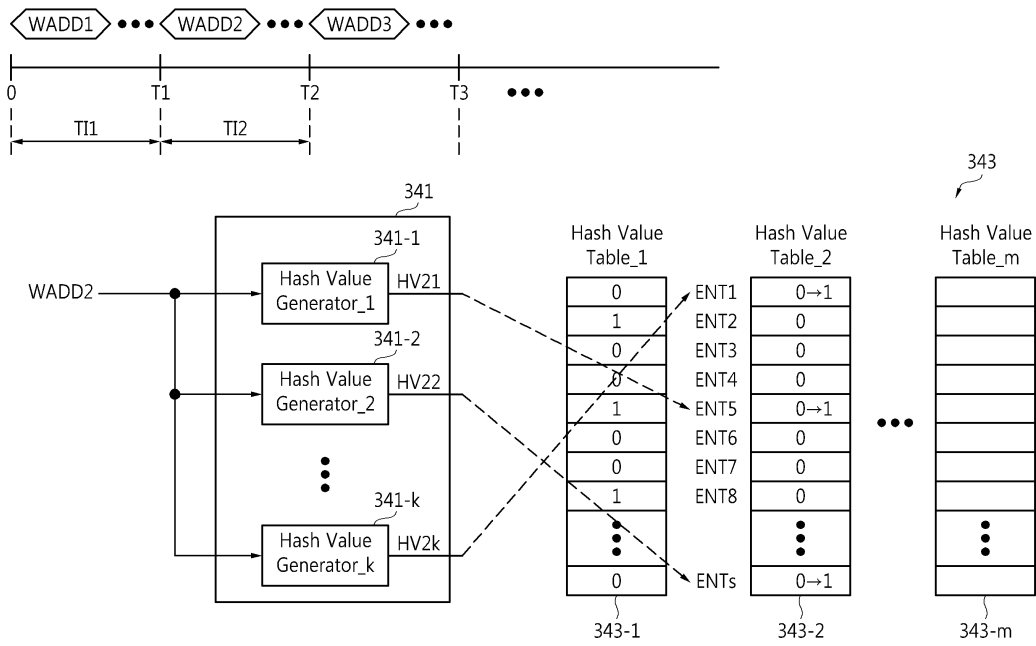 WADD1 ••• WADD2 ••• WADD3 •••
0 T1 T2 T3 •••
TI1 TI2
343
341
341-1
Hash Value
Generator_1
HV21
WADD2
341-2
Hash Value
Generator_2
HV22
341-k
Hash Value
Generator_k
HV2k
Hash Value
Table_1
0
1
0
0
1
0
0
1
0
343-1
ENT1
ENT2
ENT3
ENT4
ENT5
ENT6
ENT7
ENT8
ENTs
Hash Value
Table_2
0→1
0
0
0
0→1
0
0
0
0→1
343-2
•••
Hash Value
Table_m
343-m